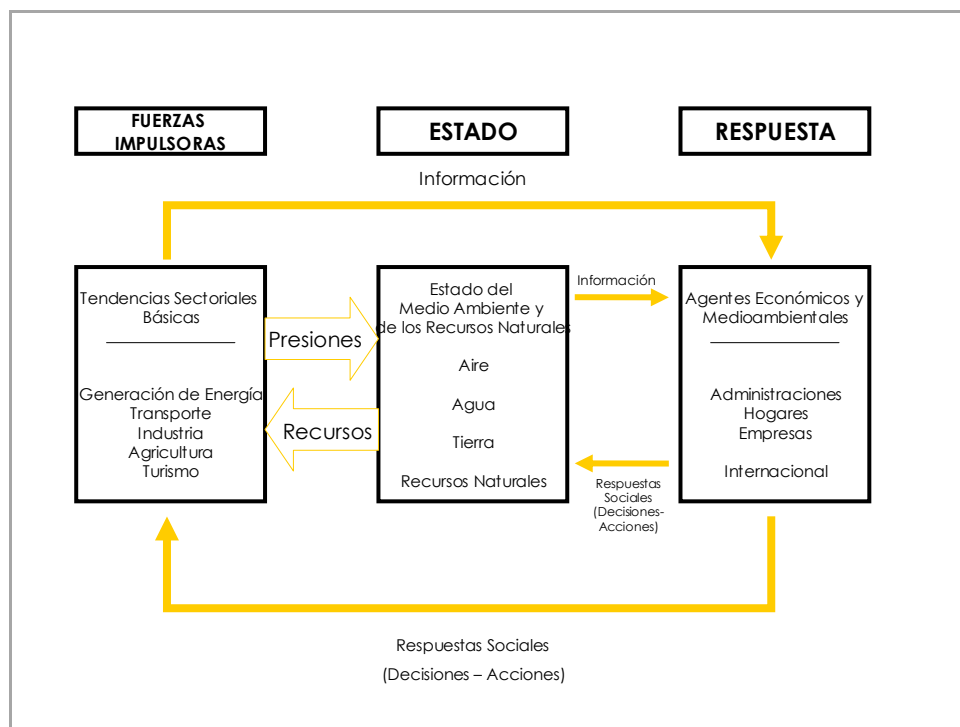 FUERZAS
IMPULSORAS
ESTADO
RESPUESTA
Información
Tendencias Sectoriales
Básicas
Generación de Energía
Transporte
Industria
Agricultura
Turismo
Presiones
Recursos
Estado del
Medio Ambiente y
de los Recursos Naturales
Aire
Agua
Tierra
Recursos Naturales
Información
Respuestas
Sociales
(Decisiones-
Acciones)
Agentes Económicos y
Medioambientales
Administraciones
Hogares
Empresas
Internacional
Respuestas Sociales
(Decisiones – Acciones)